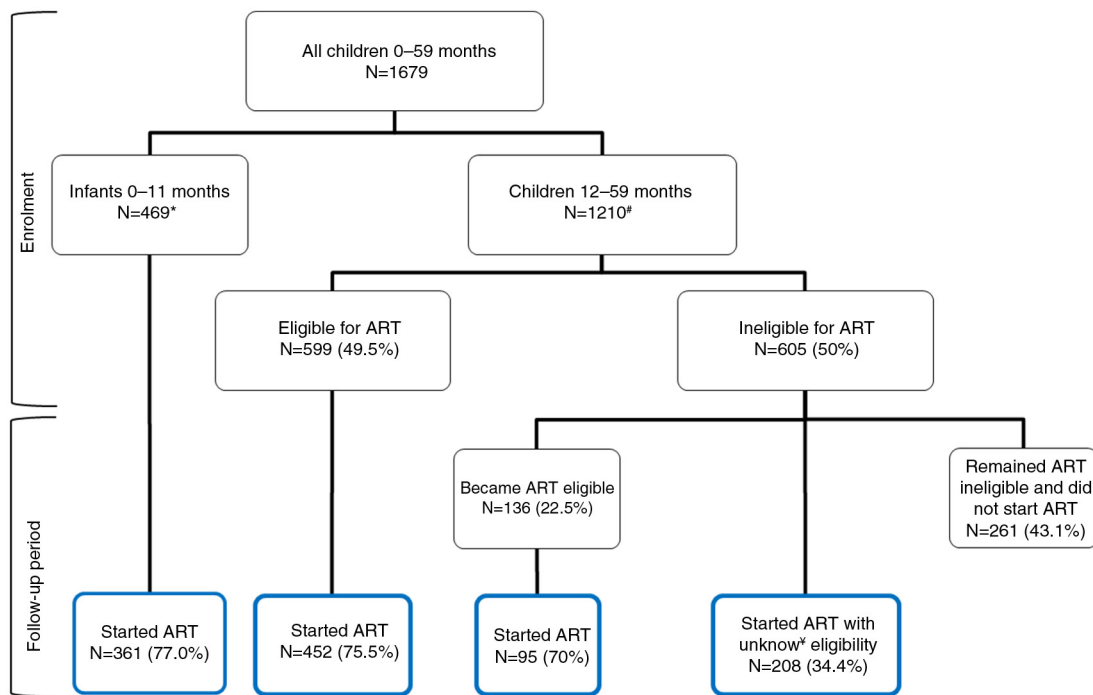 All children 0–59 months
N=1679
Infants 0–11 months
N=469*
Children 12–59 months
N=1210#
Enrolment
Eligible for ART
N=599 (49.5%)
Ineligible for ART
N=605 (50%)
Became ART eligible
N=136 (22.5%)
Remained ART
ineligible and did
not start ART
N=261 (43.1%)
Follow-up period
Started ART
N=361 (77.0%)
Started ART
N=452 (75.5%)
Started ART
N=95 (70%)
Started ART with
unknow¥ eligibility
N=208 (34.4%)